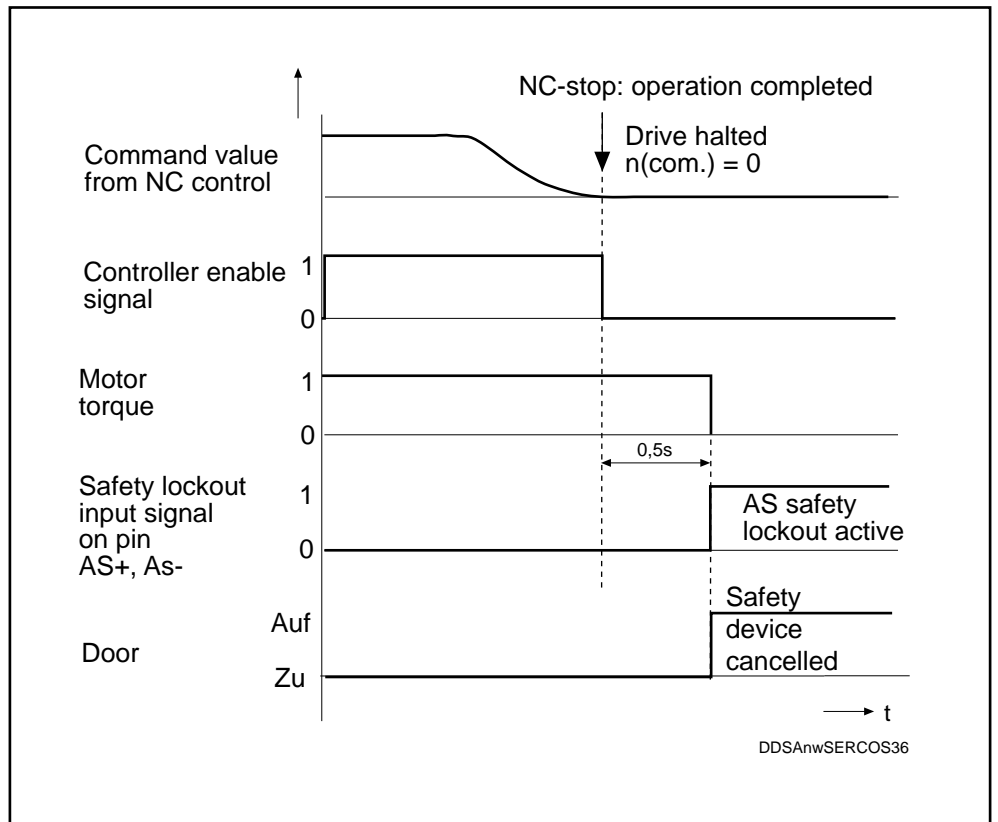 NC-stop: operation completed
Drive halted
n(com.) = 0
Command value
from NC control
Controller enable
signal
1
0
Motor
torque
1
0
0,5s
Safety lockout
input signal
on pin
AS+, As-
1
0
AS safety
lockout active
Door
Auf
Zu
Safety
device
cancelled
t
DDSAnwSERCOS36